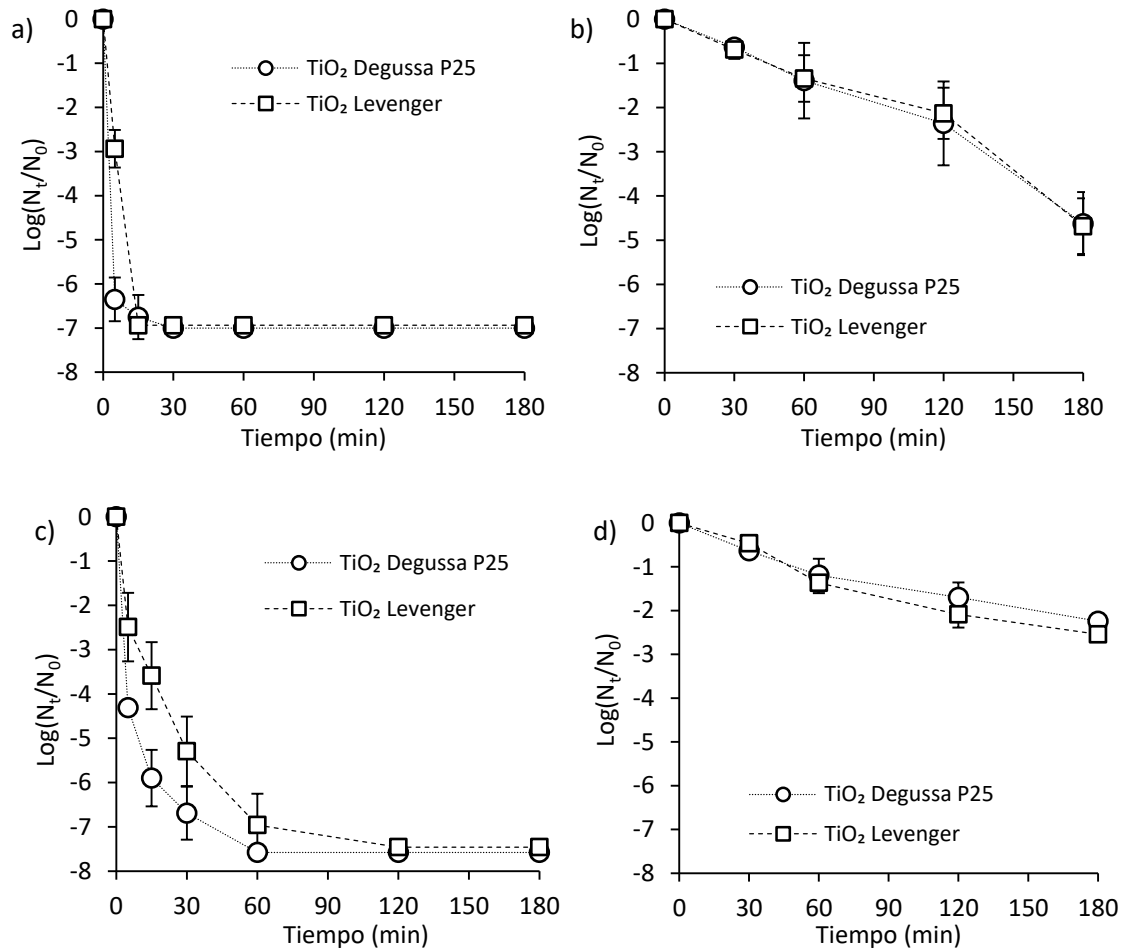 a)
0
-1
-2
-3
-4
-5
-6
-7
-8
Log(Nₜ/N₀)
TiO₂ Degussa P25
TiO₂ Levenger
0 30 60 90 120 150 180
Tiempo (min)
b)
0
-1
-2
-3
-4
-5
-6
-7
-8
Log(Nₜ/N₀)
TiO₂ Degussa P25
TiO₂ Levenger
0 30 60 90 120 150 180
Tiempo (min)
c)
0
-1
-2
-3
-4
-5
-6
-7
-8
Log(Nₜ/N₀)
TiO₂ Degussa P25
TiO₂ Levenger
0 30 60 90 120 150 180
Tiempo (min)
d)
0
-1
-2
-3
-4
-5
-6
-7
-8
Log(Nₜ/N₀)
TiO₂ Degussa P25
TiO₂ Levenger
0 30 60 90 120 150 180
Tiempo (min)